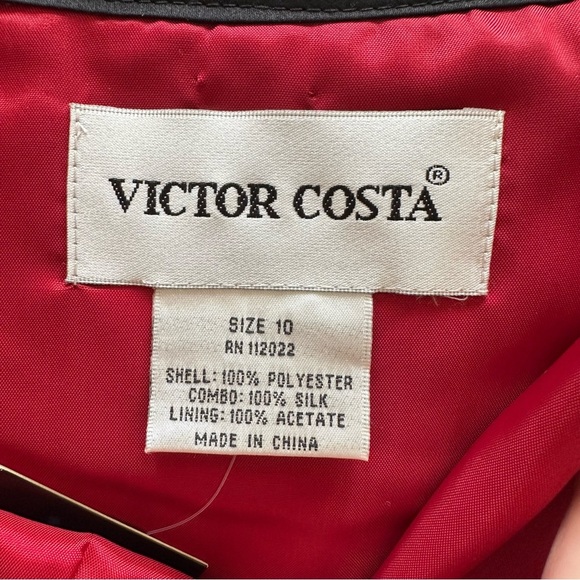 VICTOR COSTA®
SIZE 10
RN 112022
SHELL: 100% POLYESTER
COMBO: 100% SILK
LINING: 100% ACETATE
MADE IN CHINA